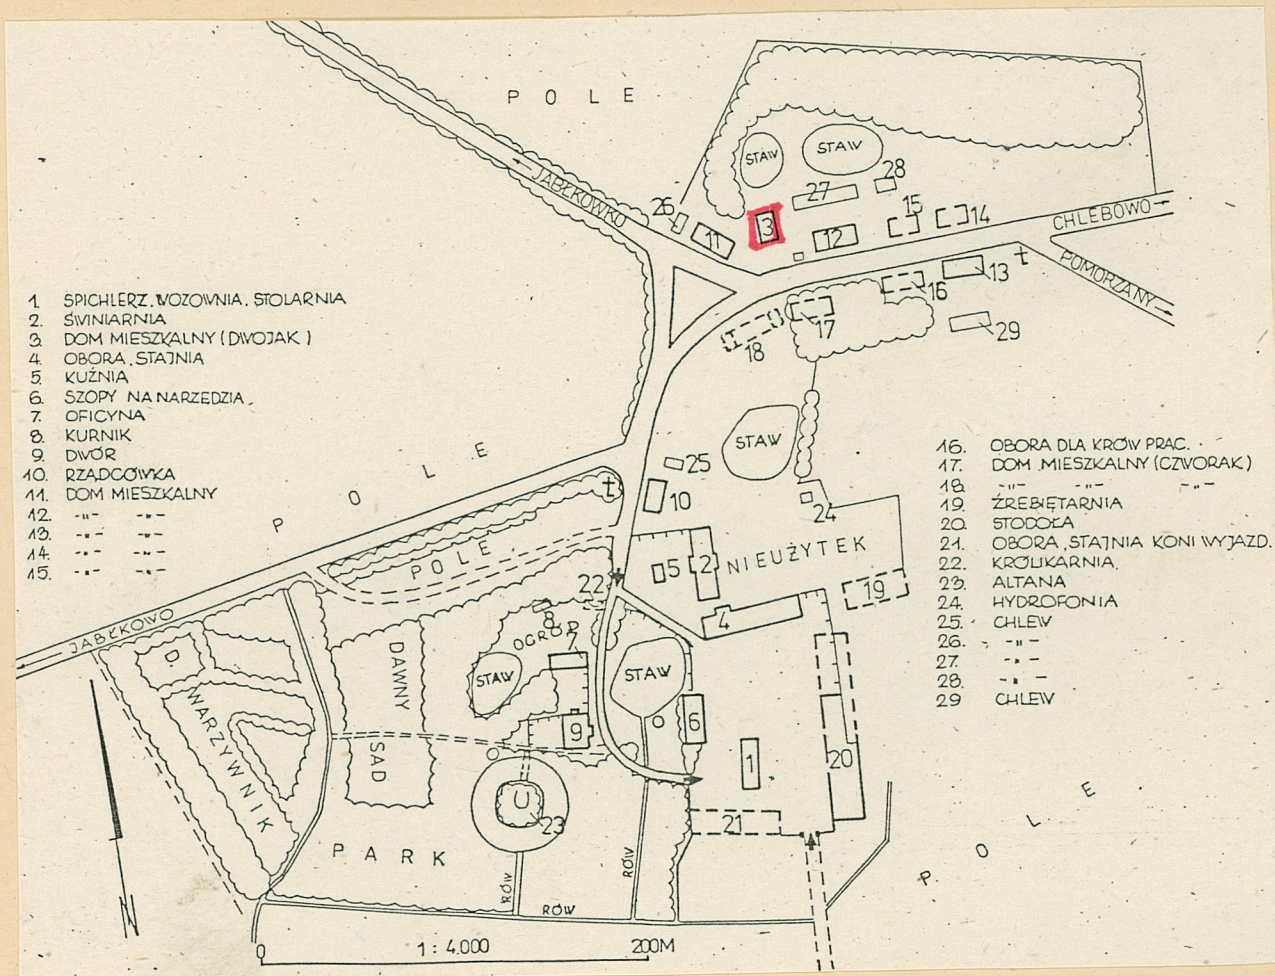 POLE
STAW
STAW
28
27
JABŁKOWKO
26
11
3
12
15
14
CHLEBOWO
POMORZANY
13
16
17
18
29
1. SPICHLERZ, WOZOWNIA, STOLARNIA
2. ŚWINIARNIA
3. DOM MIESZKALNY (DWOJAK)
4. OBORA, STAJNIA
5. KUŹNIA
6. SZOPY NA NARZĘDZIA
7. OFICYNA
8. KURNIK
9. DWÓR
10. RZĄDCÓWKA
11. DOM MIESZKALNY
12. -"- -"-
13. -"- -"-
14. -"- -"-
15. -"- -"-
16. OBORA DLA KRÓW PRAC.
17. DOM MIESZKALNY (CZWORAK)
18. -"- -"-
19. ŹREBIĘTARNIA
20. STODOŁA
21. OBORA, STAJNIA KONI WYJAZD.
22. KRÓLIKARNIA
23. ALTANA
24. HYDROFONIA
25. CHLEW
26. -"-
27. -"-
28. -"-
29. CHLEW
STAW
POLE
25
10
24
POLE
5
2
NIEUŻYTEK
22
19
4
JABŁKOWO
8
OGRÓD
7
P.
WARZYWNIK
DAWNY
SAD
STAW
STAW
9
6
1
20
U
23
21
PARK
RÓW
RÓW
RÓW
POLE
N
0
1:4.000
200M